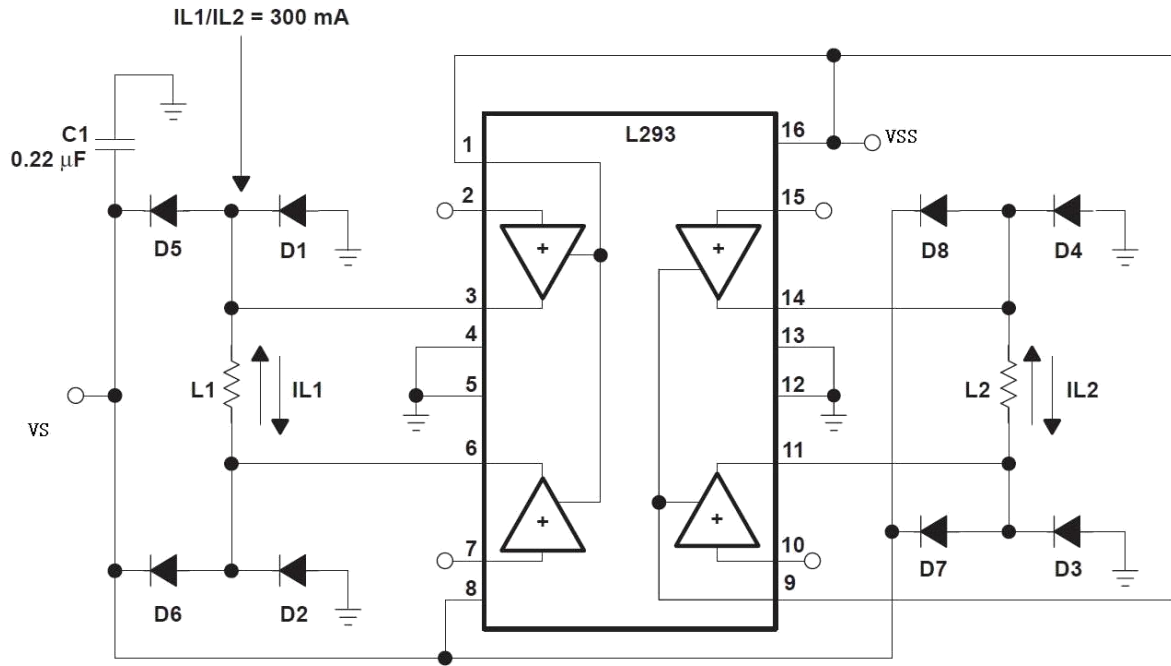 IL1/IL2 = 300 mA
C1
0.22 μF
L293
16
VSS
1
2
15
D5
D1
D8
D4
+
+
3
14
4
13
L1
IL1
5
12
L2
IL2
VS
6
11
+
+
7
10
D6
D2
8
9
D7
D3